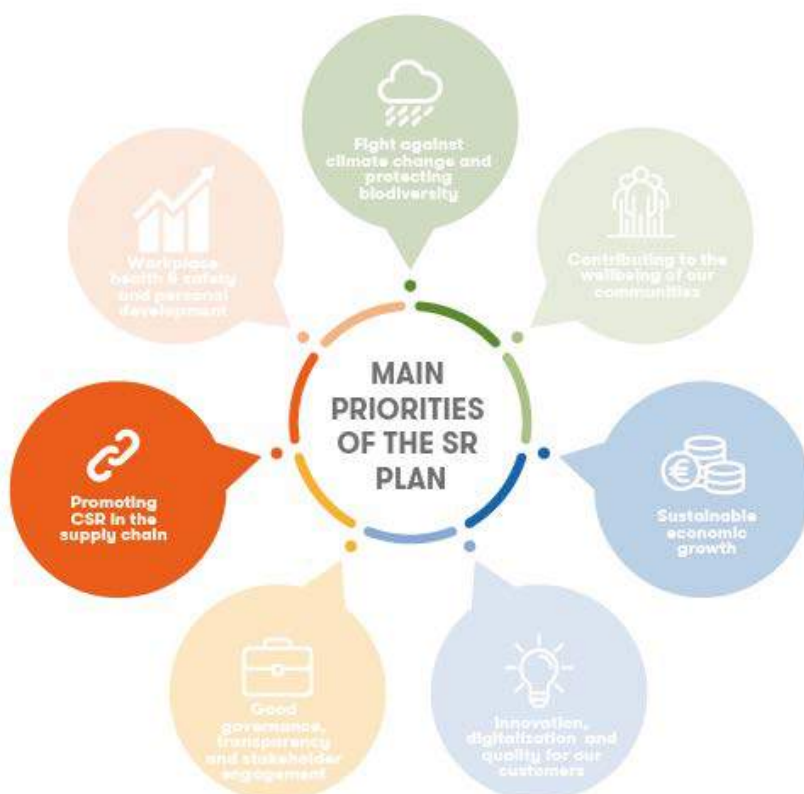 Fight against
climate change and
protecting
biodiversity
Contributing to the
wellbeing of our
communities
Sustainable
economic
growth
Innovation,
digitalization and
quality for our
customers
Good
governance,
transparency
and stakeholder
engagement
Promoting
CSR in the
supply chain
Workplace
health & safety
and personal
development
MAIN
PRIORITIES
OF THE SR
PLAN
€